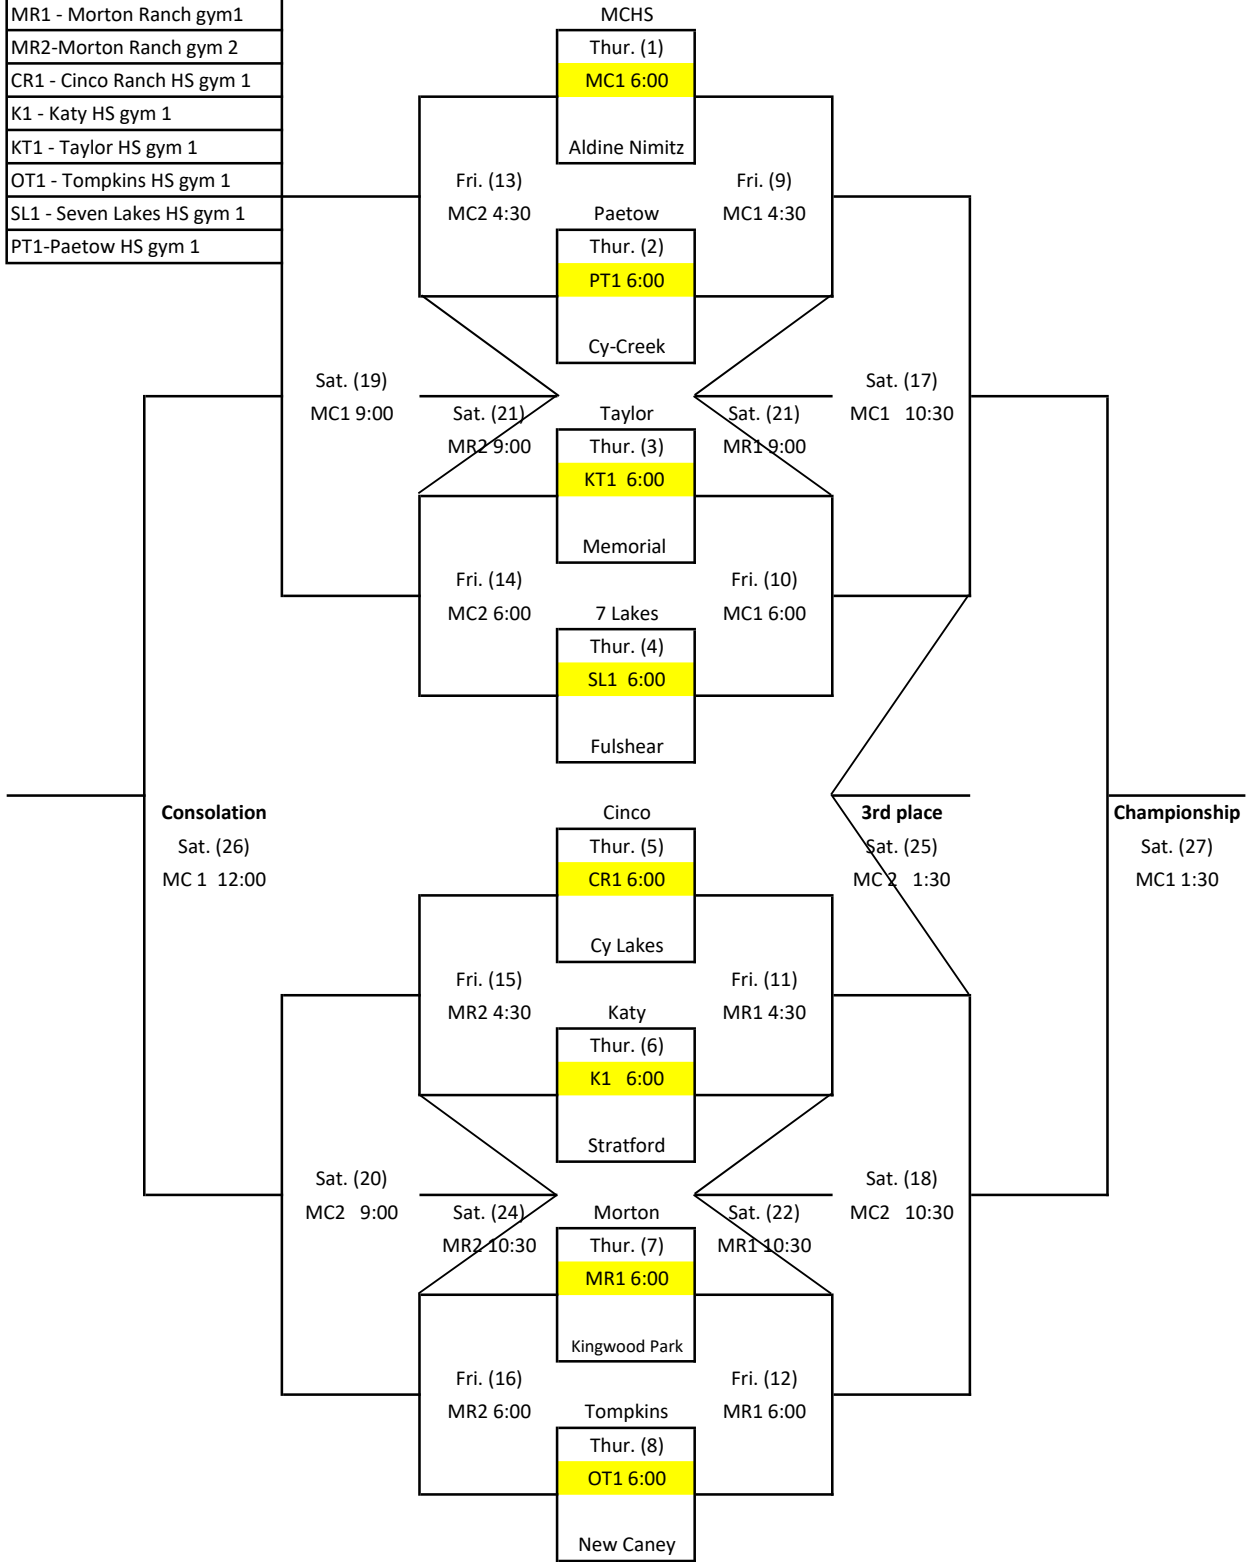 MR1 - Morton Ranch gym1
MR2-Morton Ranch gym 2
CR1 - Cinco Ranch HS gym 1
K1 - Katy HS gym 1
KT1 - Taylor HS gym 1
OT1 - Tompkins HS gym 1
SL1 - Seven Lakes HS gym 1
PT1-Paetow HS gym 1
MCHS
Thur. (1)
MC1 6:00
Aldine Nimitz
Fri. (13)
MC2 4:30
Fri. (9)
MC1 4:30
Paetow
Thur. (2)
PT1 6:00
Cy-Creek
Sat. (19)
MC1 9:00
Sat. (21)
MR2 9:00
Taylor
Thur. (3)
KT1 6:00
Memorial
Sat. (21)
MR1 9:00
Sat. (17)
MC1 10:30
Fri. (14)
MC2 6:00
Fri. (10)
MC1 6:00
7 Lakes
Thur. (4)
SL1 6:00
Fulshear
Consolation
Sat. (26)
MC 1 12:00
Cinco
Thur. (5)
CR1 6:00
Cy Lakes
3rd place
Sat. (25)
MC 2 1:30
Championship
Sat. (27)
MC1 1:30
Fri. (15)
MR2 4:30
Fri. (11)
MR1 4:30
Katy
Thur. (6)
K1 6:00
Stratford
Sat. (20)
MC2 9:00
Sat. (24)
MR2 10:30
Morton
Thur. (7)
MR1 6:00
Kingwood Park
Sat. (22)
MR1 10:30
Sat. (18)
MC2 10:30
Fri. (16)
MR2 6:00
Fri. (12)
MR1 6:00
Tompkins
Thur. (8)
OT1 6:00
New Caney